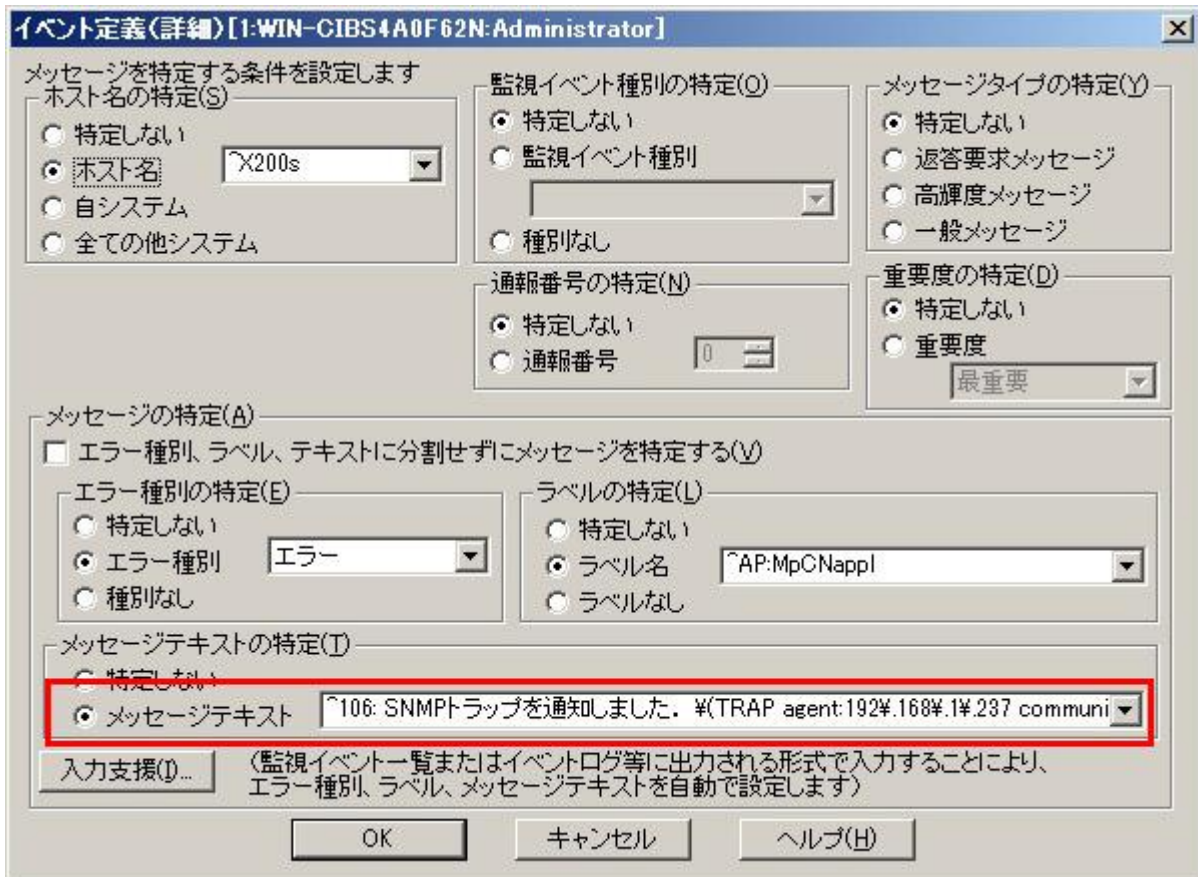 イベント定義(詳細)[1:WIN-CIBS4A0F62N:Administrator]
メッセージを特定する条件を設定します
ホスト名の特定(S)
特定しない
ホスト名
^X200s
自システム
全ての他システム
監視イベント種別の特定(O)
特定しない
監視イベント種別
種別なし
通報番号の特定(N)
特定しない
通報番号
0
メッセージタイプの特定(Y)
特定しない
返答要求メッセージ
高輝度メッセージ
一般メッセージ
重要度の特定(D)
特定しない
重要度
最重要
メッセージの特定(A)
エラー種別、ラベル、テキストに分割せずにメッセージを特定する(V)
エラー種別の特定(E)
特定しない
エラー種別
エラー
種別なし
ラベルの特定(L)
特定しない
ラベル名
^AP:MpCNappl
ラベルなし
メッセージテキストの特定(T)
特定しない
メッセージテキスト
^106: SNMPトラップを通知しました. ¥(TRAP agent:192¥.168¥.1¥.237 communi
入力支援(I)...
(監視イベント一覧またはイベントログ等に出力される形式で入力することにより、
エラー種別、ラベル、メッセージテキストを自動で設定します)
OK
キャンセル
ヘルプ(H)